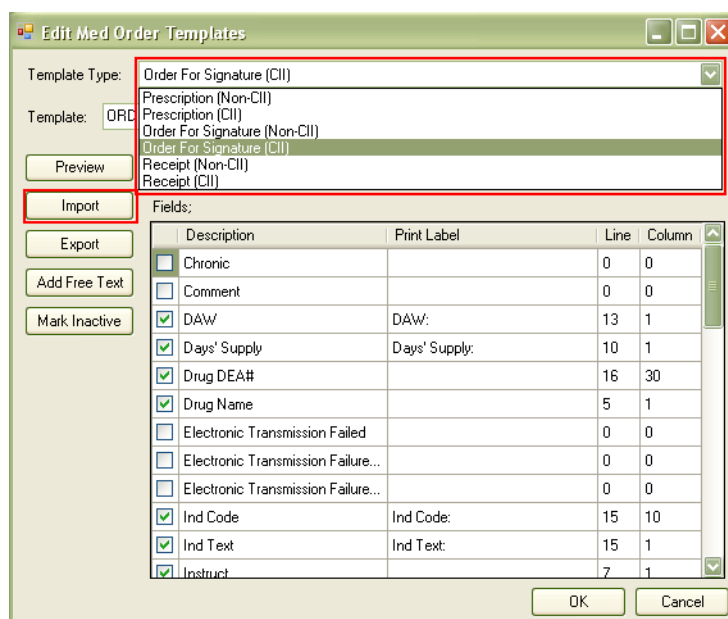 Edit Med Order Templates
Template Type: Order For Signature (CII)
Prescription (Non-CII)
Prescription (CII)
Template: ORD
Order For Signature (Non-CII)
Order For Signature (CII)
Receipt (Non-CII)
Receipt (CII)
Preview
Import
Export
Add Free Text
Mark Inactive
Fields;
Description Print Label Line Column
Chronic 0 0
Comment 0 0
DAW DAW: 13 1
Days' Supply Days' Supply: 10 1
Drug DEA# 16 30
Drug Name 5 1
Electronic Transmission Failed 0 0
Electronic Transmission Failure... 0 0
Electronic Transmission Failure... 0 0
Ind Code Ind Code: 15 10
Ind Text Ind Text: 15 1
Instruct 7 1
OK Cancel